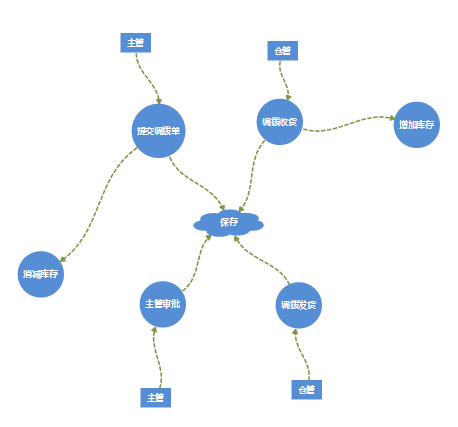 主管
仓管
提交调拨单
调拨收货
增加库存
保存
消减库存
主管审批
调拨发货
主管
仓管